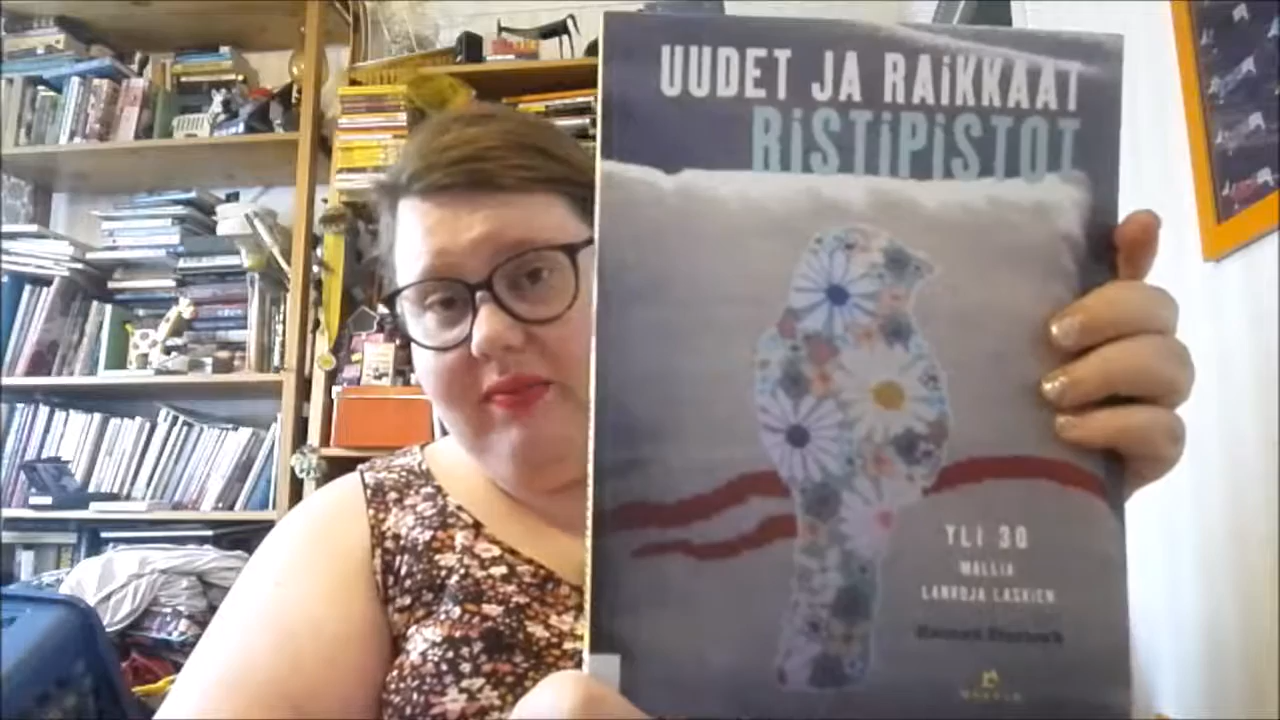 UUDET JA RAiKKAAT
RiSTiPiSTOT
YLI 30
MALLIA
LANKOJA LASKIEN